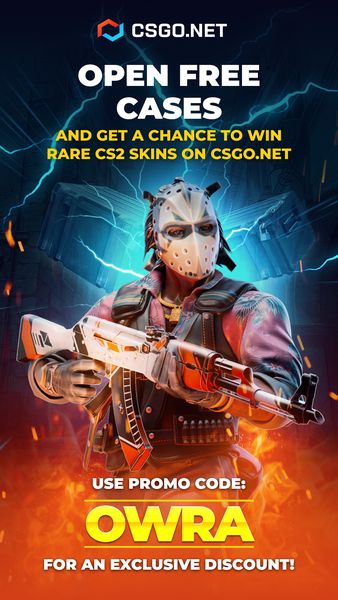 CSGO.NET
OPEN FREE
CASES
AND GET A CHANCE TO WIN
RARE CS2 SKINS ON CSGO.NET
USE PROMO CODE:
OWRA
FOR AN EXCLUSIVE DISCOUNT!